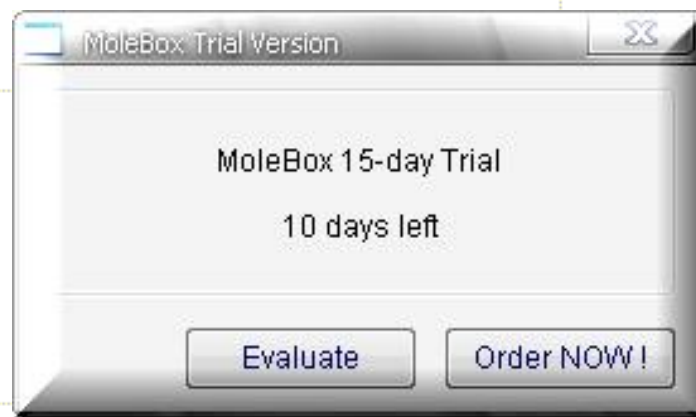 MoleBox Trial Version
MoleBox 15-day Trial
10 days left
Evaluate
Order NOW !